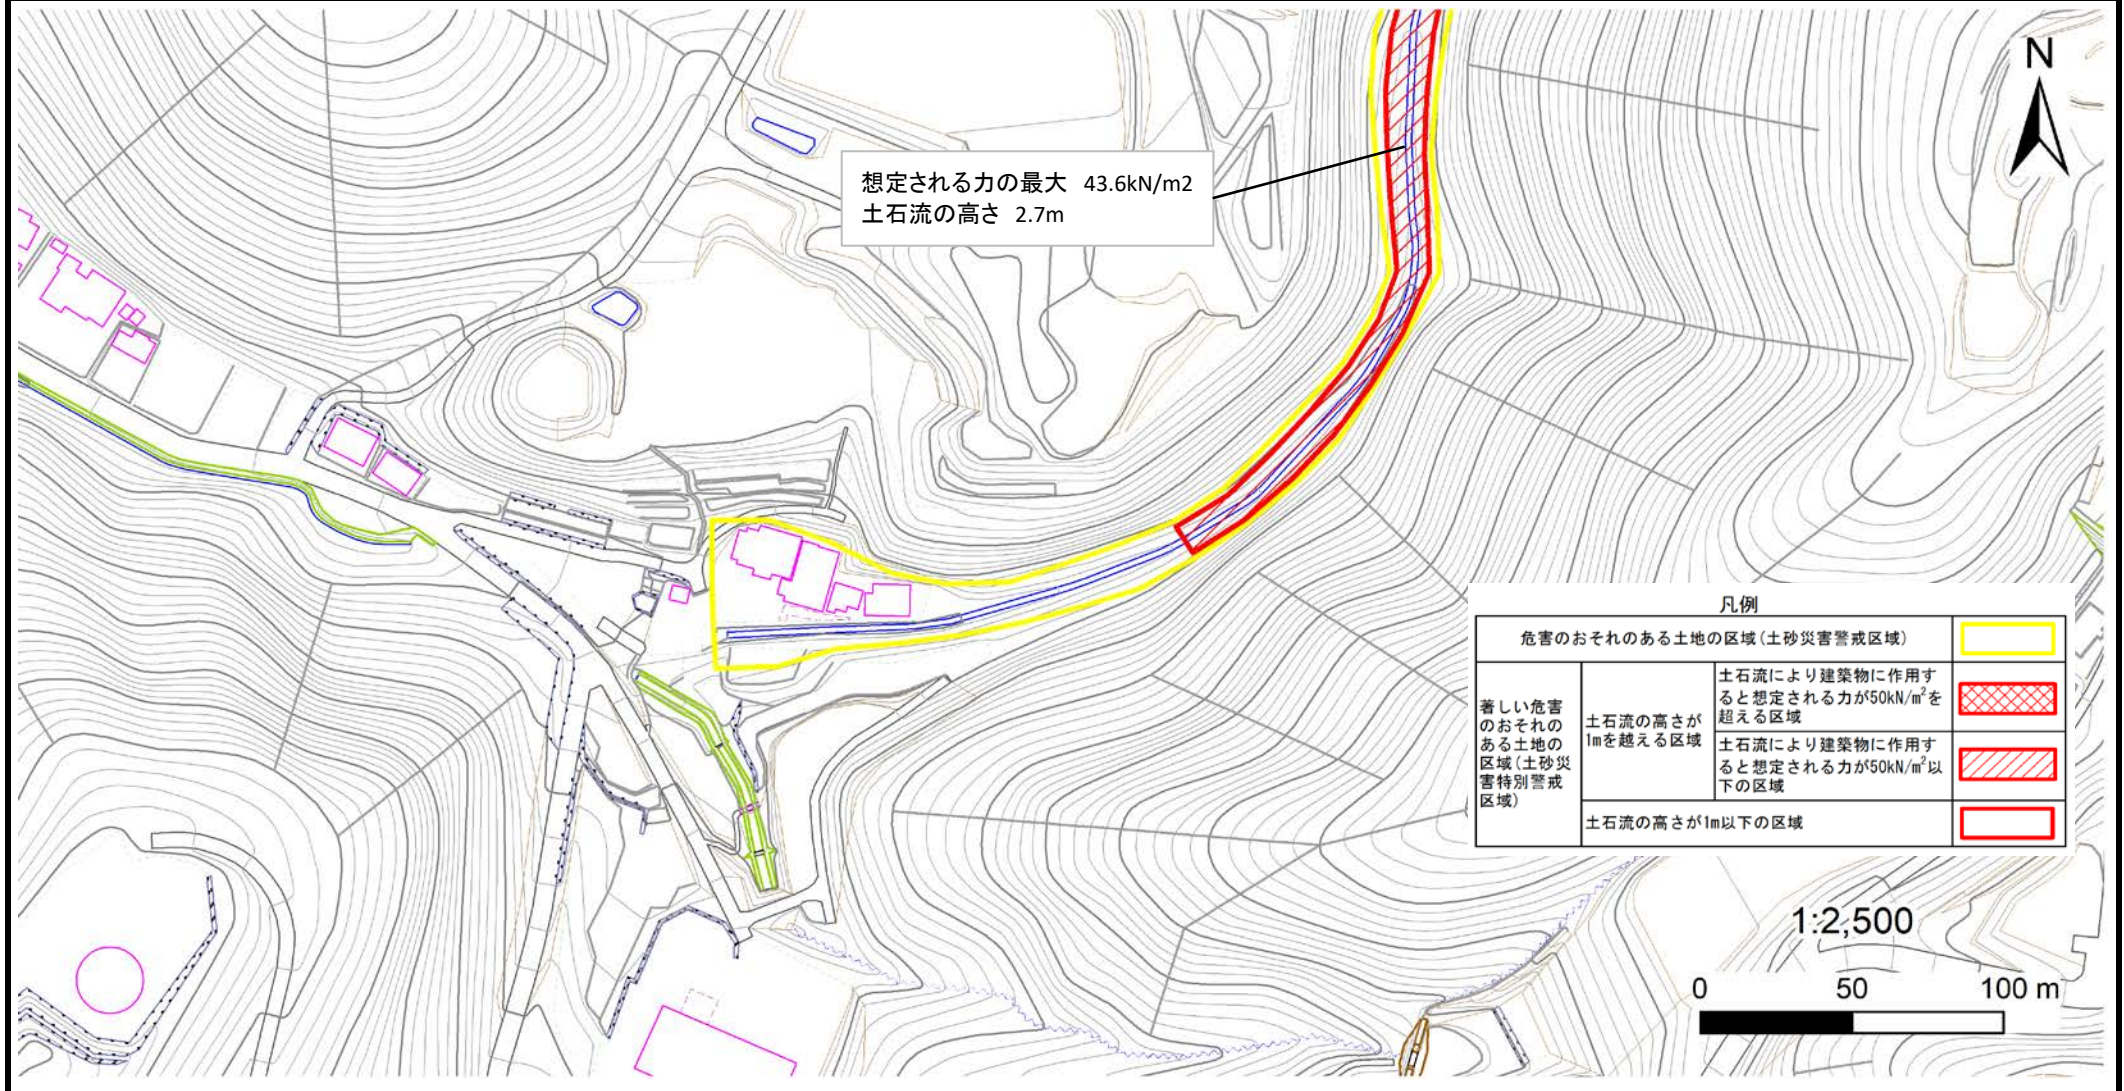 N
想定される力の最大 43.6kN/m2
土石流の高さ 2.7m
凡例
危害のおそれのある土地の区域(土砂災害警戒区域)
著しい危害
のおそれの
ある土地の
区域(土砂災
害特別警戒
区域)
土石流の高さが
1mを越える区域
土石流により建築物に作用す
ると想定される力が50kN/m²を
超える区域
土石流により建築物に作用す
ると想定される力が50kN/m²以
下の区域
土石流の高さが1m以下の区域
1:2,500
0 50 100 m